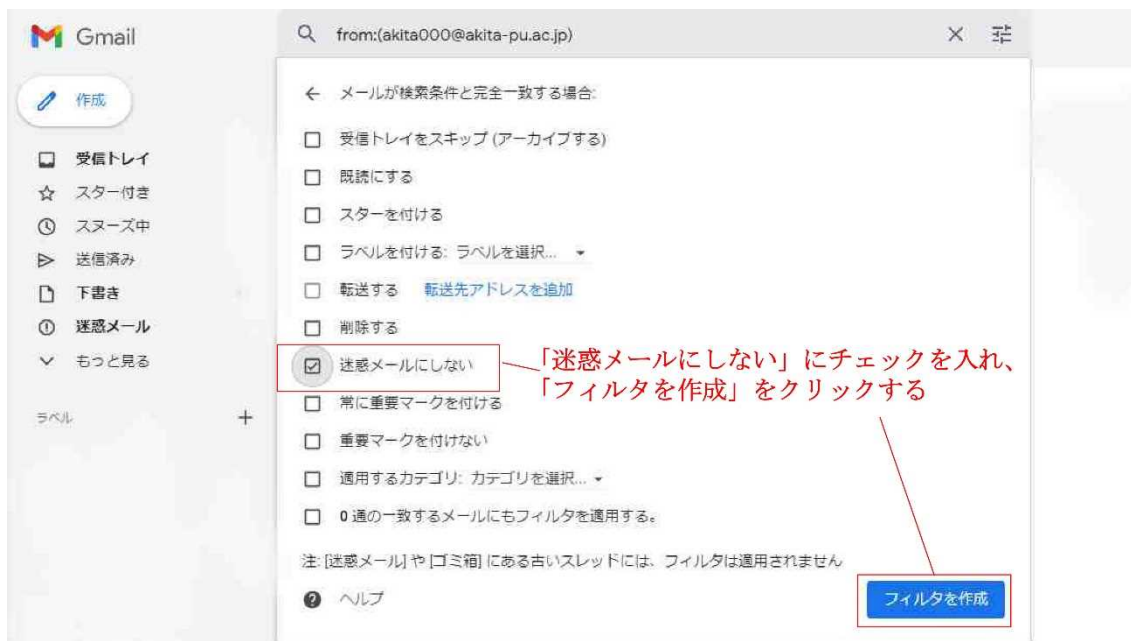 Gmail
from:(akita000@akita-pu.ac.jp)
作成
受信トレイ
スター付き
スヌーズ中
送信済み
下書き
迷惑メール
もっと見る
ラベル
メールが検索条件と完全一致する場合:
受信トレイをスキップ (アーカイブする)
既読にする
スターを付ける
ラベルを付ける: ラベルを選択...
転送する 転送先アドレスを追加
削除する
迷惑メールにしない
「迷惑メールにしない」にチェックを入れ、
「フィルタを作成」をクリックする
常に重要マークを付ける
重要マークを付けない
適用するカテゴリ: カテゴリを選択...
0 通の一致するメールにもフィルタを適用する。
注: [迷惑メール] や [ゴミ箱] にある古いスレッドには、フィルタは適用されません
ヘルプ
フィルタを作成